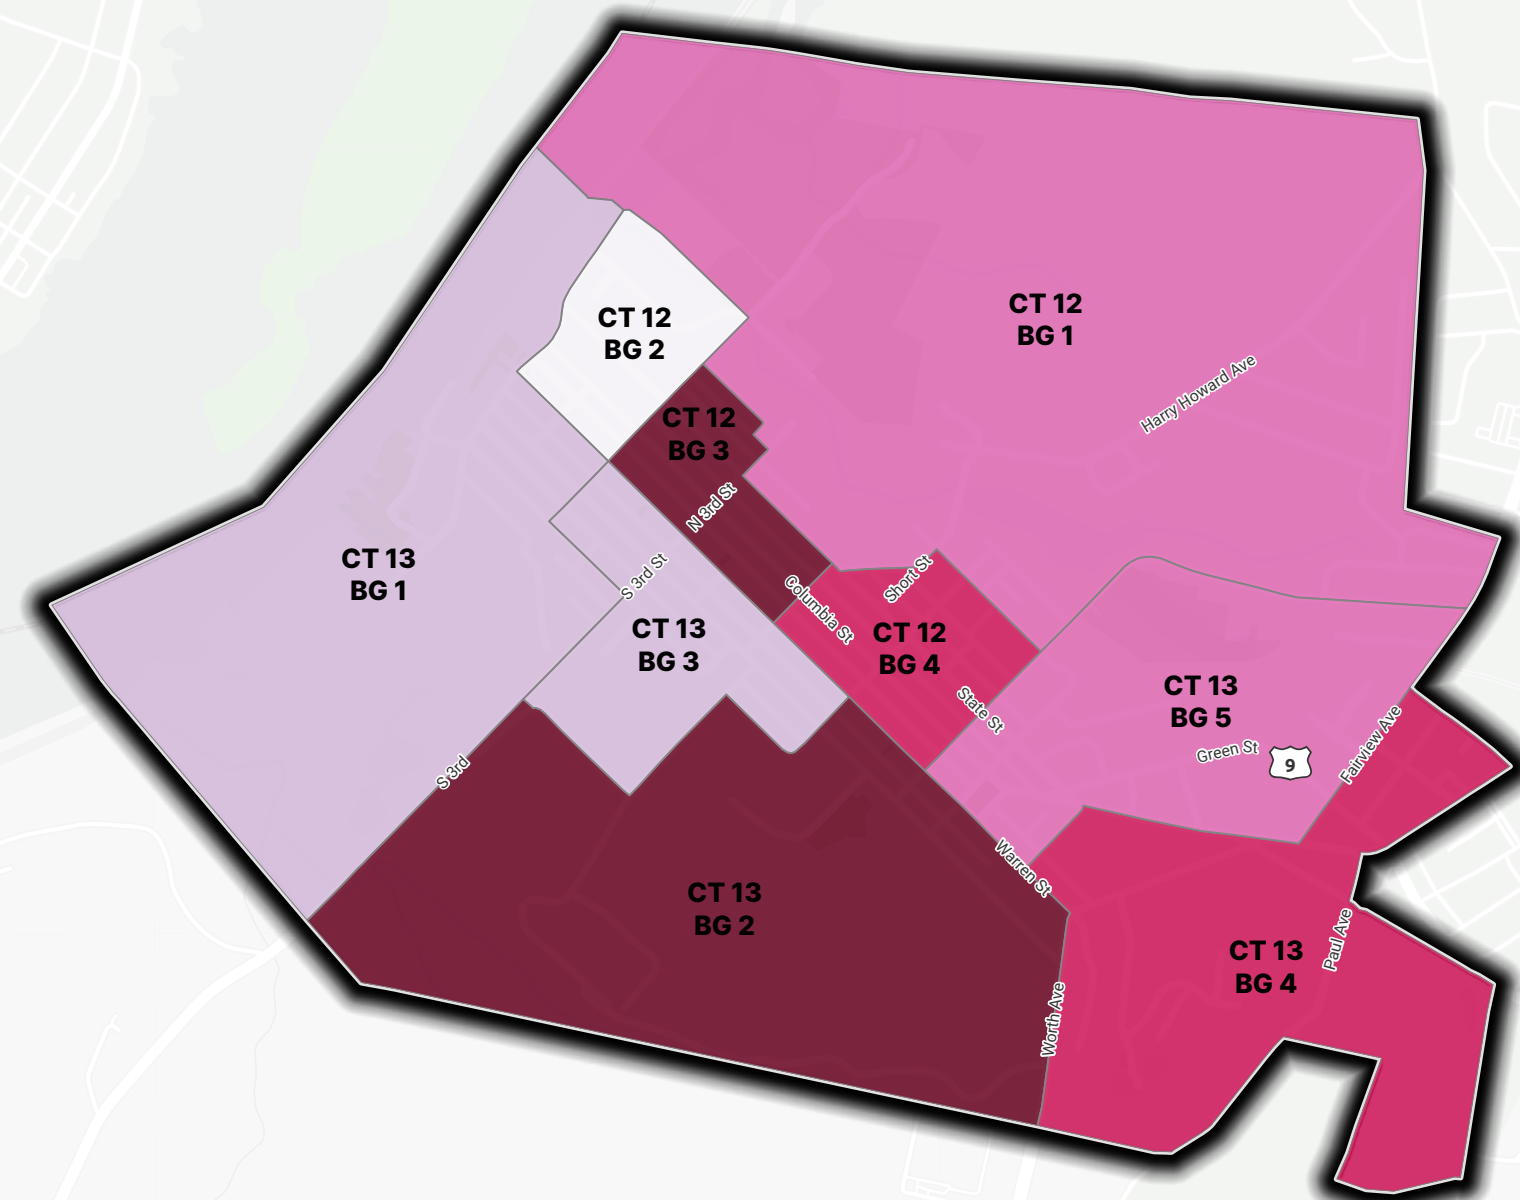 CT 12
BG 1
CT 12
BG 2
Harry Howard Ave
CT 12
BG 3
N 3rd St
CT 13
BG 1
S 3rd St
Short St
Columbia St
CT 12
BG 4
CT 13
BG 3
CT 13
BG 5
State St
Green St
9
Fairview Ave
S 3rd
Warren St
CT 13
BG 2
CT 13
BG 4
Paul Ave
Worth Ave